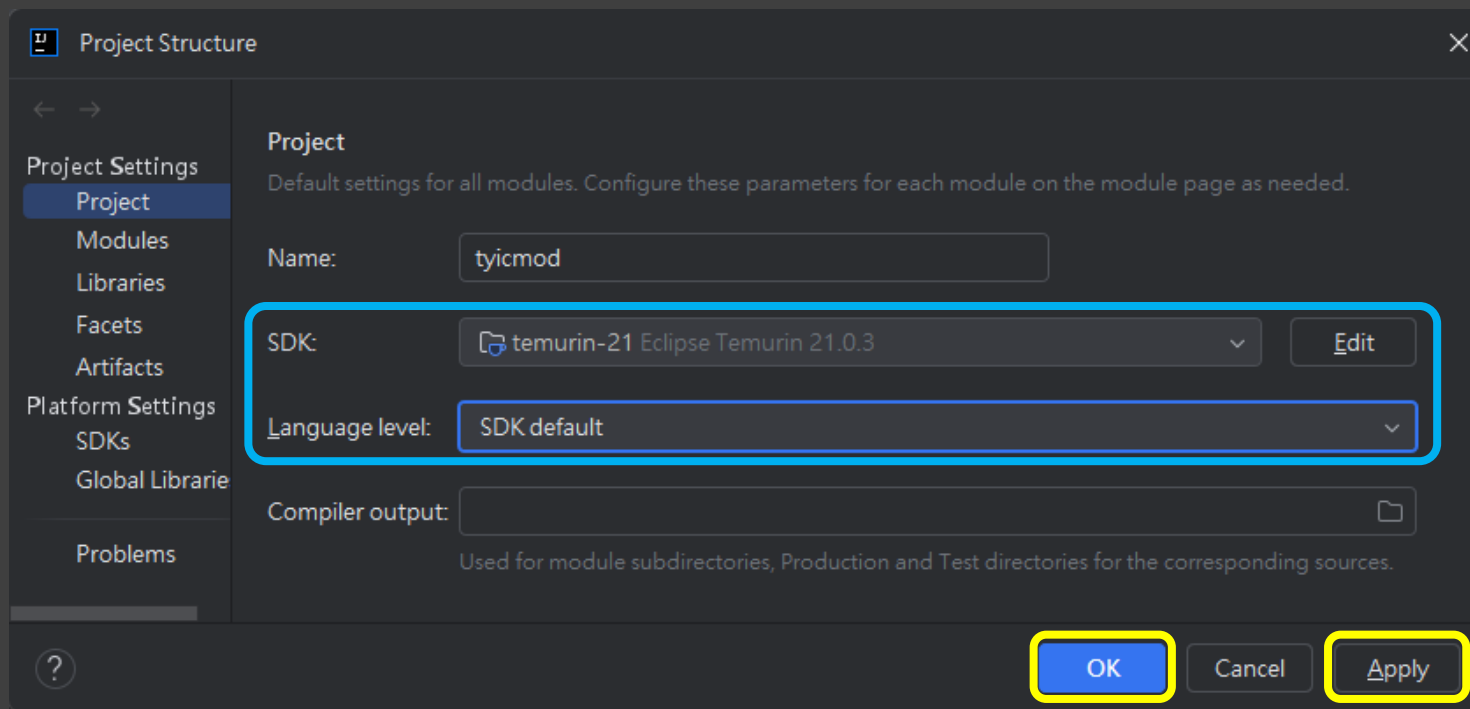 Project Structure
Project Settings
Project
Modules
Libraries
Facets
Artifacts
Platform Settings
SDKs
Global Librarie
Problems
Project
Default settings for all modules. Configure these parameters for each module on the module page as needed.
Name: tyicmod
SDK: temurin-21 Eclipse Temurin 21.0.3 Edit
Language level: SDK default
Compiler output:
Used for module subdirectories, Production and Test directories for the corresponding sources.
? OK Cancel Apply